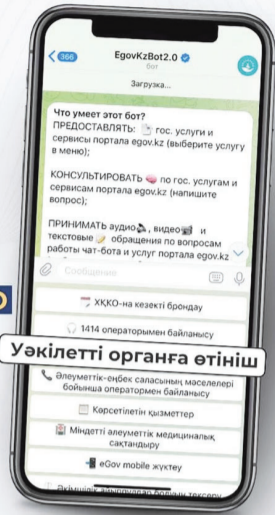 366
EgovKzBot2.0
бот
Загрузка...
Что умеет этот бот?
ПРЕДОСТАВЛЯТЬ: гос. услуги и
сервисы портала egov.kz (выберите услугу
в меню);
КОНСУЛЬТИРОВАТЬ по гос. услугам и
сервисам портала egov.kz (напишите
вопрос);
ПРИНИМАТЬ аудио, видео и
текстовые обращения по вопросам
работы чат-бота и услуг портала egov.kz
Сообщение
ХҚКО-на кезекті брондау
1414 операторымен байланысу
Уәкілетті органға өтініш
Әлеуметтік-еңбек саласының мәселелері
бойынша оператормен байланысу
Көрсетілетін қызметтер
Міндетті әлеуметтік медициналық
сақтандыру
eGov mobile жүктеу